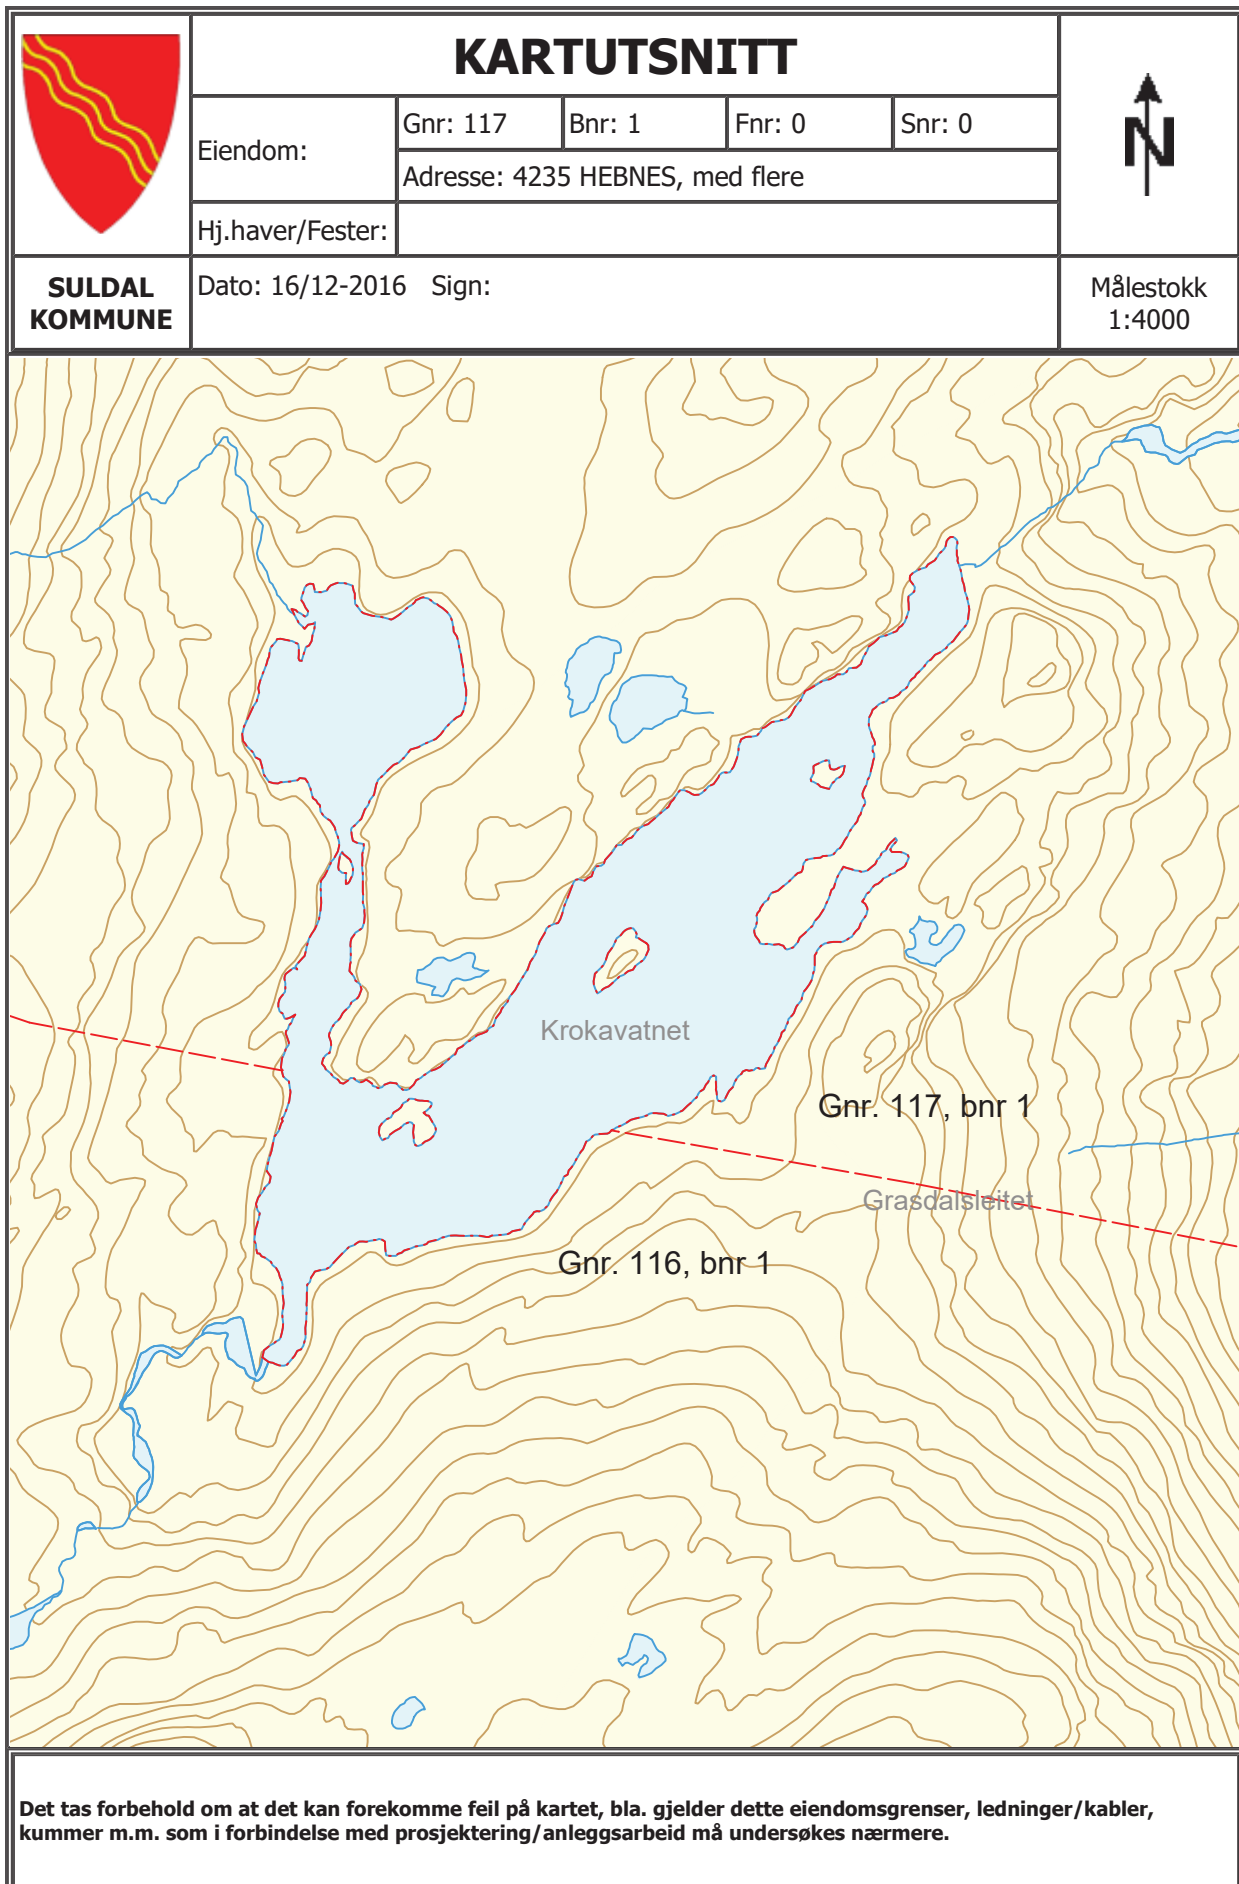 KARTUTSNITT
Eiendom:
Gnr: 117
Bnr: 1
Fnr: 0
Snr: 0
Adresse: 4235 HEBNES, med flere
Hj.haver/Fester:
N
SULDAL
KOMMUNE
Dato: 16/12-2016 Sign:
Målestokk
1:4000
Krokavatnet
Gnr. 117, bnr 1
Grasdalsleitet
Gnr. 116, bnr 1
Det tas forbehold om at det kan forekomme feil på kartet, bla. gjelder dette eiendomsgrenser, ledninger/kabler,
kummer m.m. som i forbindelse med prosjektering/anleggsarbeid må undersøkes nærmere.